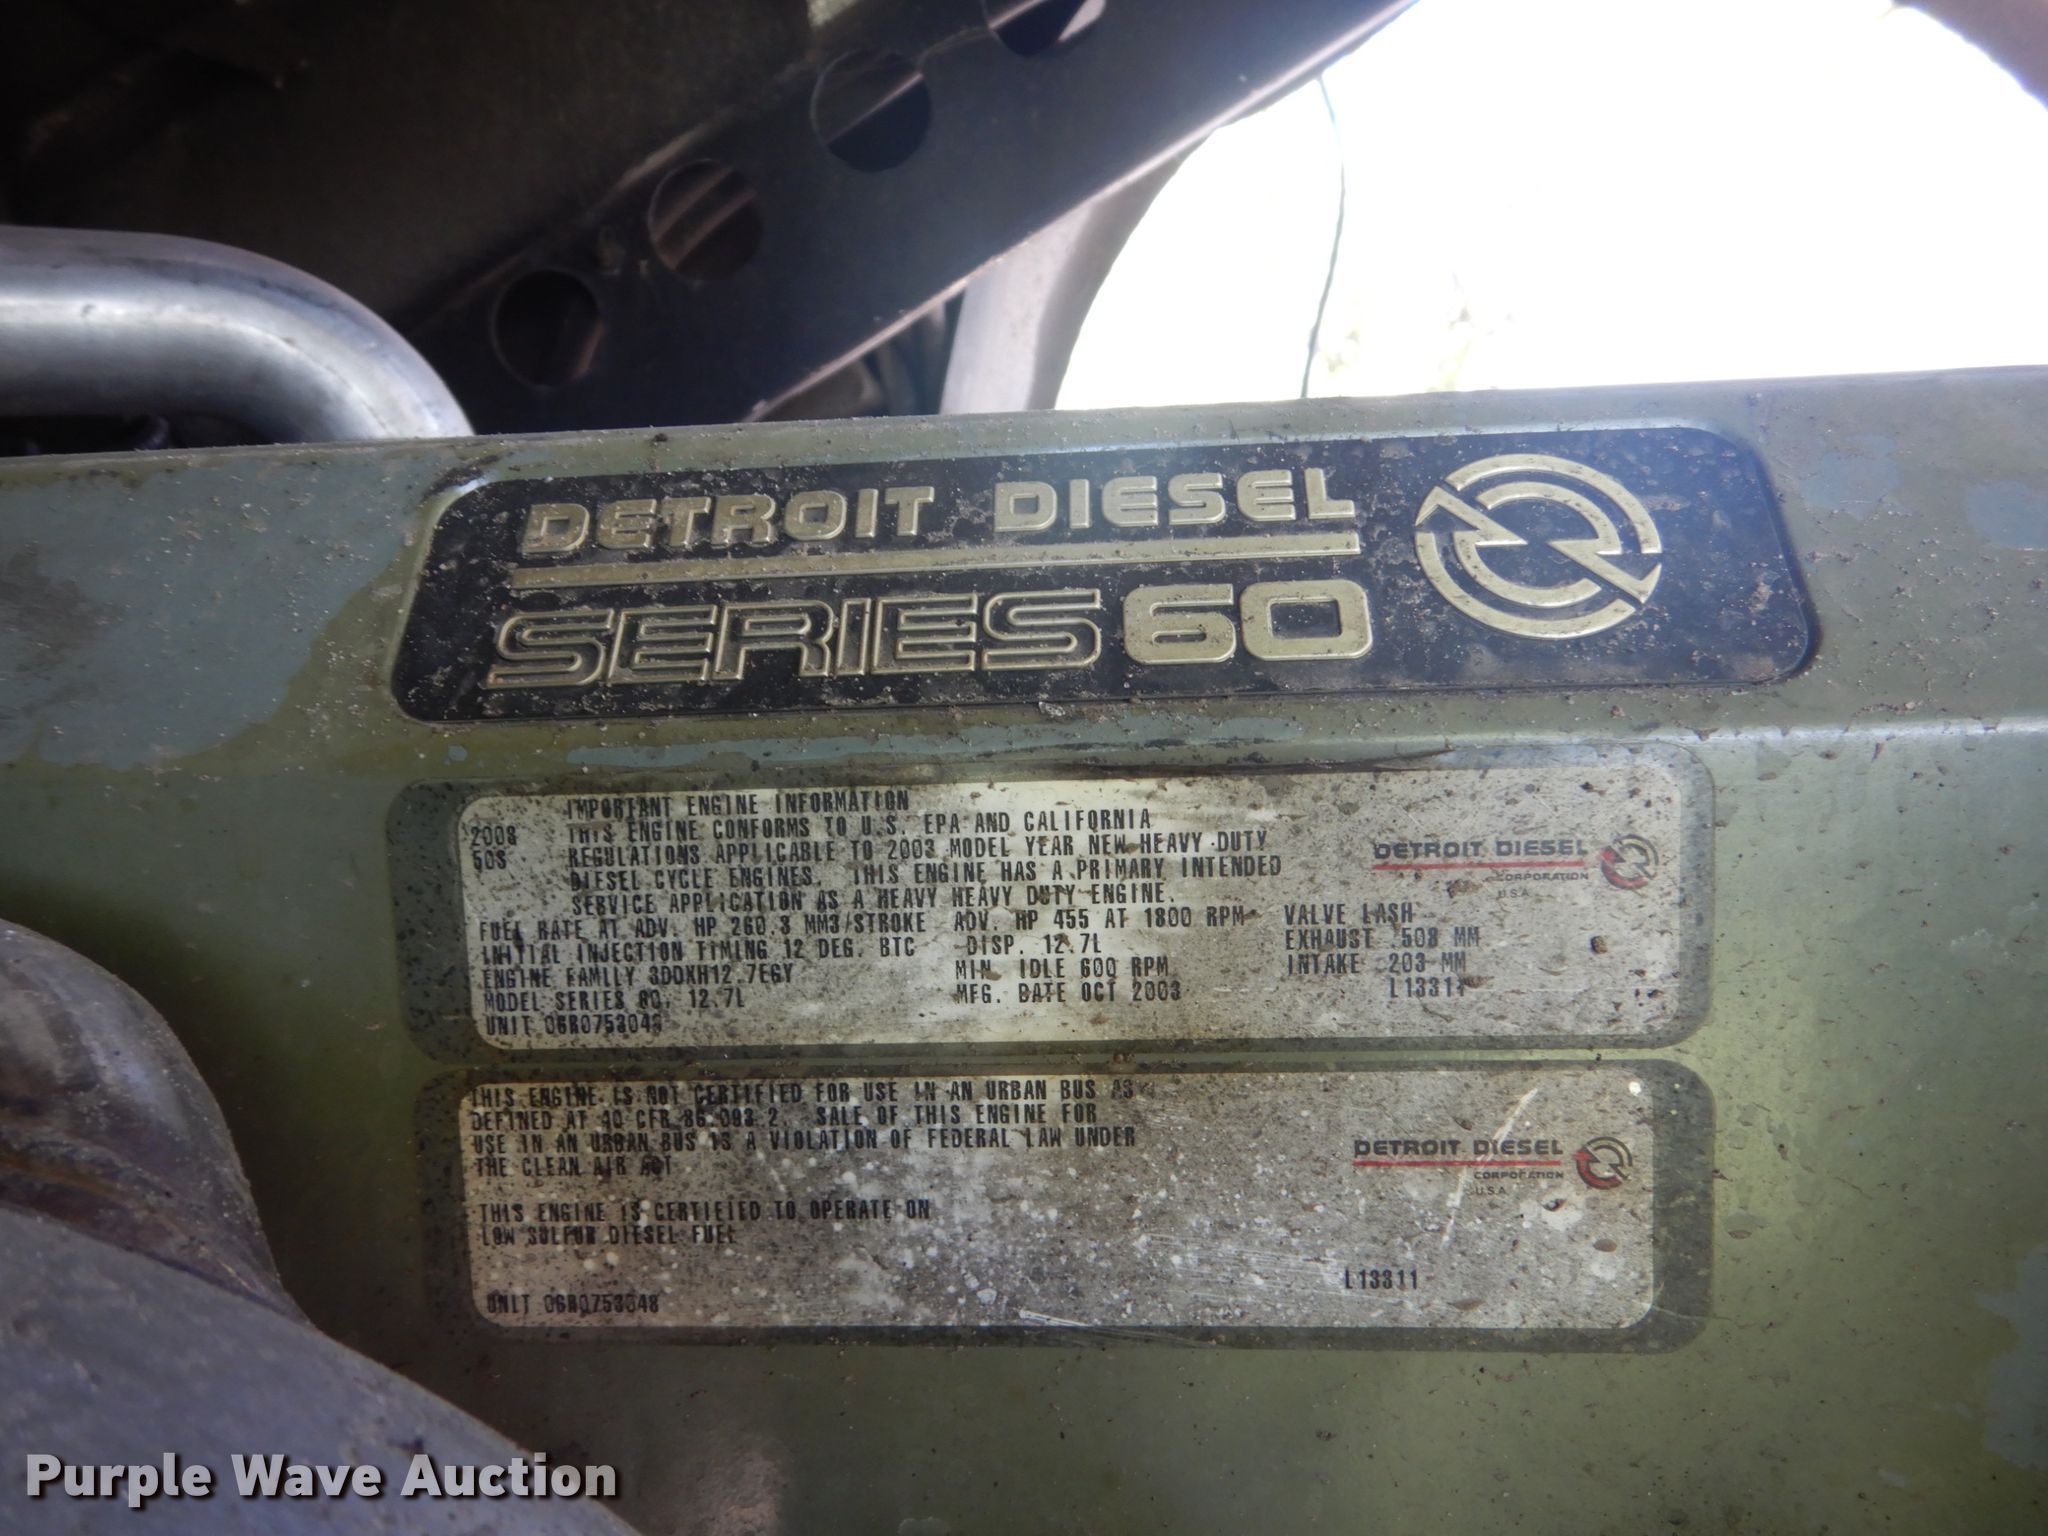 DETROIT DIESEL
SERIES 60
IMPORTANT ENGINE INFORMATION
2008 THIS ENGINE CONFORMS TO U.S. EPA AND CALIFORNIA
50S REGULATIONS APPLICABLE TO 2003 MODEL YEAR NEW HEAVY DUTY
DIESEL CYCLE ENGINES. THIS ENGINE HAS A PRIMARY INTENDED
SERVICE APPLICATION AS A HEAVY HEAVY DUTY ENGINE.
DETROIT DIESEL
CORPORATION
U.S.A.
FUEL RATE AT ADV. HP 260.3 MM3/STROKE ADV. HP 455 AT 1800 RPM VALVE LASH
INITIAL INJECTION TIMING 12 DEG. BTC DISP. 12.7L EXHAUST .508 MM
ENGINE FAMILY 3DDXH12.7EGY MIN. IDLE 600 RPM INTAKE .203 MM
MODEL SERIES 60, 12.7L MFG. DATE OCT 2003 L13311
UNIT 06R0753048
THIS ENGINE IS NOT CERTIFIED FOR USE IN AN URBAN BUS AS
DEFINED AT 40 CFR 86.093 2. SALE OF THIS ENGINE FOR
USE IN AN URBAN BUS IS A VIOLATION OF FEDERAL LAW UNDER
THE CLEAN AIR ACT
DETROIT DIESEL
CORPORATION
U.S.A.
THIS ENGINE IS CERTIFIED TO OPERATE ON
LOW SULFUR DIESEL FUEL
L13311
UNIT 06R0753048
Purple Wave Auction